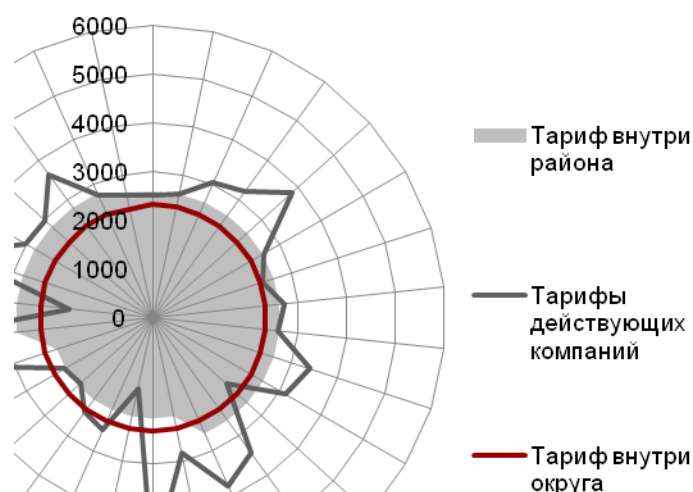 6000
5000
4000
3000
2000
1000
0
Тариф внутри
района
Тарифы
действующих
компаний
Тариф внутри
округа